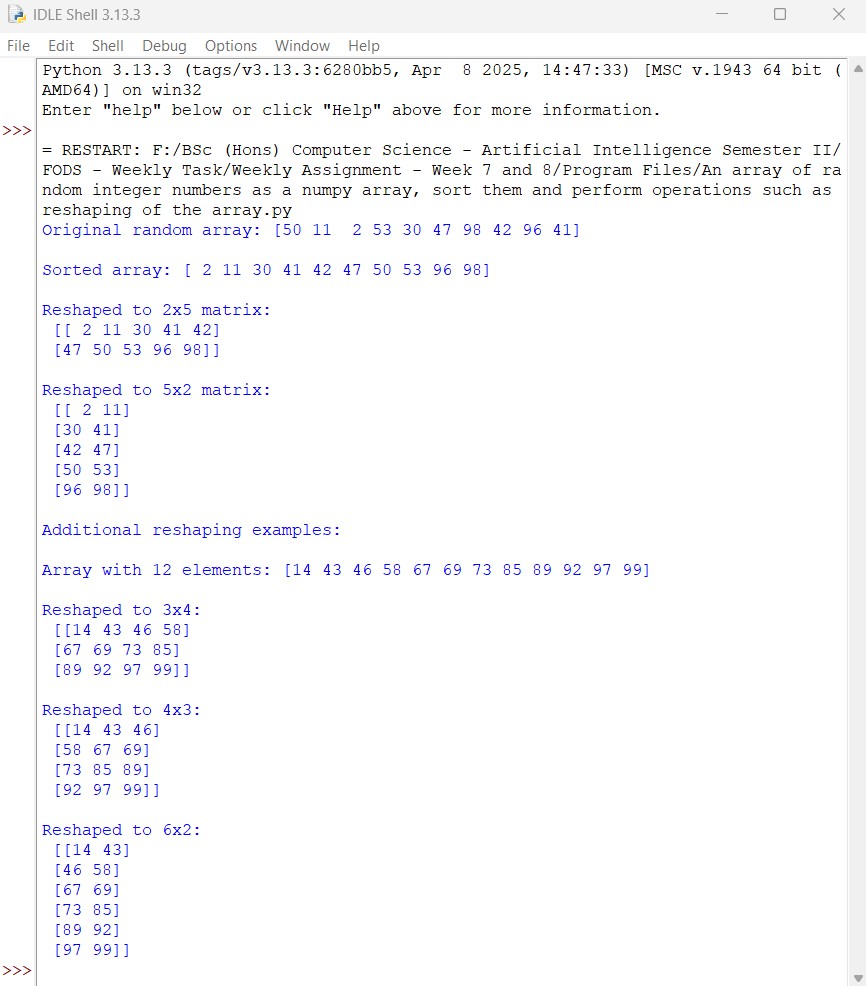 IDLE Shell 3.13.3
File Edit Shell Debug Options Window Help
Python 3.13.3 (tags/v3.13.3:6280bb5, Apr  8 2025, 14:47:33) [MSC v.1943 64 bit (
AMD64)] on win32
Enter "help" below or click "Help" above for more information.
>>>
= RESTART: F:/BSc (Hons) Computer Science - Artificial Intelligence Semester II/
FODS - Weekly Task/Weekly Assignment - Week 7 and 8/Program Files/An array of ra
ndom integer numbers as a numpy array, sort them and perform operations such as
reshaping of the array.py
Original random array: [50 11  2 53 30 47 98 42 96 41]
Sorted array: [ 2 11 30 41 42 47 50 53 96 98]
Reshaped to 2x5 matrix:
[[ 2 11 30 41 42]
[47 50 53 96 98]]
Reshaped to 5x2 matrix:
[[ 2 11]
[30 41]
[42 47]
[50 53]
[96 98]]
Additional reshaping examples:
Array with 12 elements: [14 43 46 58 67 69 73 85 89 92 97 99]
Reshaped to 3x4:
[[14 43 46 58]
[67 69 73 85]
[89 92 97 99]]
Reshaped to 4x3:
[[14 43 46]
[58 67 69]
[73 85 89]
[92 97 99]]
Reshaped to 6x2:
[[14 43]
[46 58]
[67 69]
[73 85]
[89 92]
[97 99]]
>>>